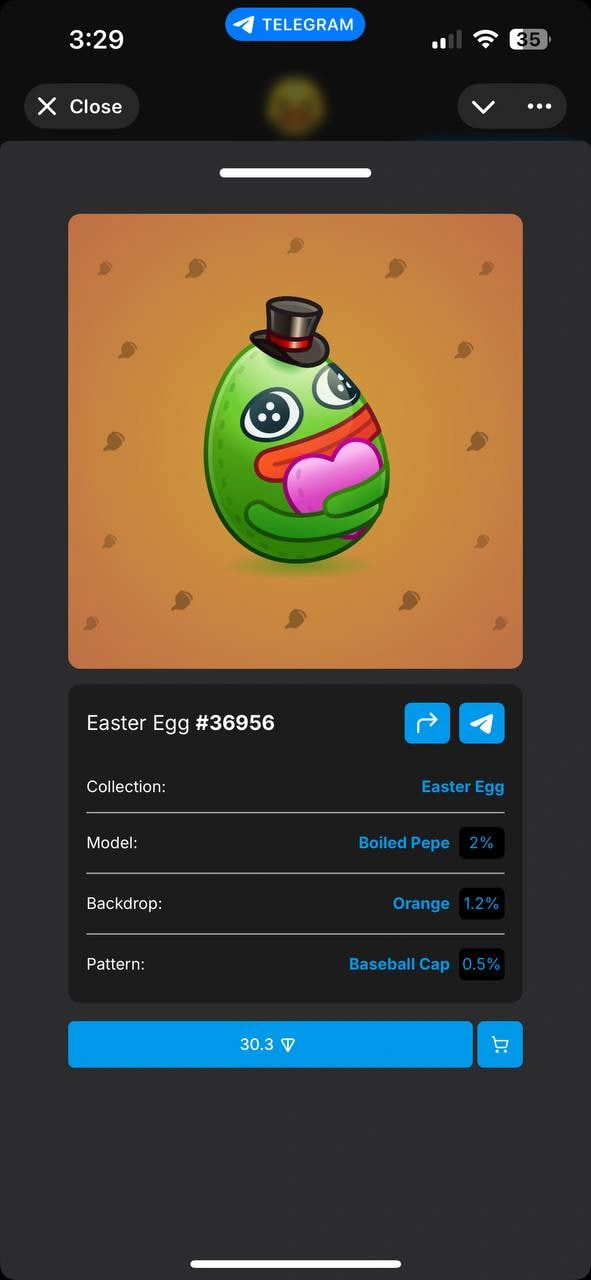 3:29
TELEGRAM
35
Close
Easter Egg #36956
Collection: Easter Egg
Model: Boiled Pepe 2%
Backdrop: Orange 1.2%
Pattern: Baseball Cap 0.5%
30.3